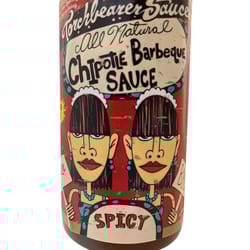 Torchbearer Sauces
All Natural
Chipotle Barbeque
SAUCE
SPICY